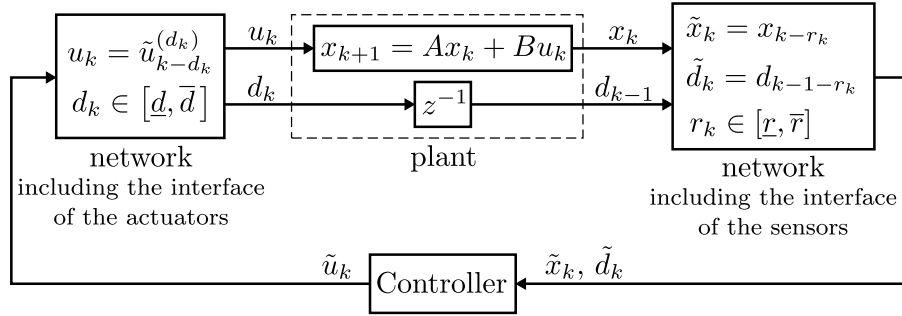 u_k = ũ_{k-d_k}^{(d_k)}
d_k ∈ [d̲, d̅]
network
including the interface
of the actuators
u_k
d_k
x_{k+1} = Ax_k + Bu_k
z^{-1}
plant
x_k
d_{k-1}
x̃_k = x_{k-r_k}
d̃_k = d_{k-1-r_k}
r_k ∈ [r̲, r̅]
network
including the interface
of the sensors
ũ_k
Controller
x̃_k, d̃_k